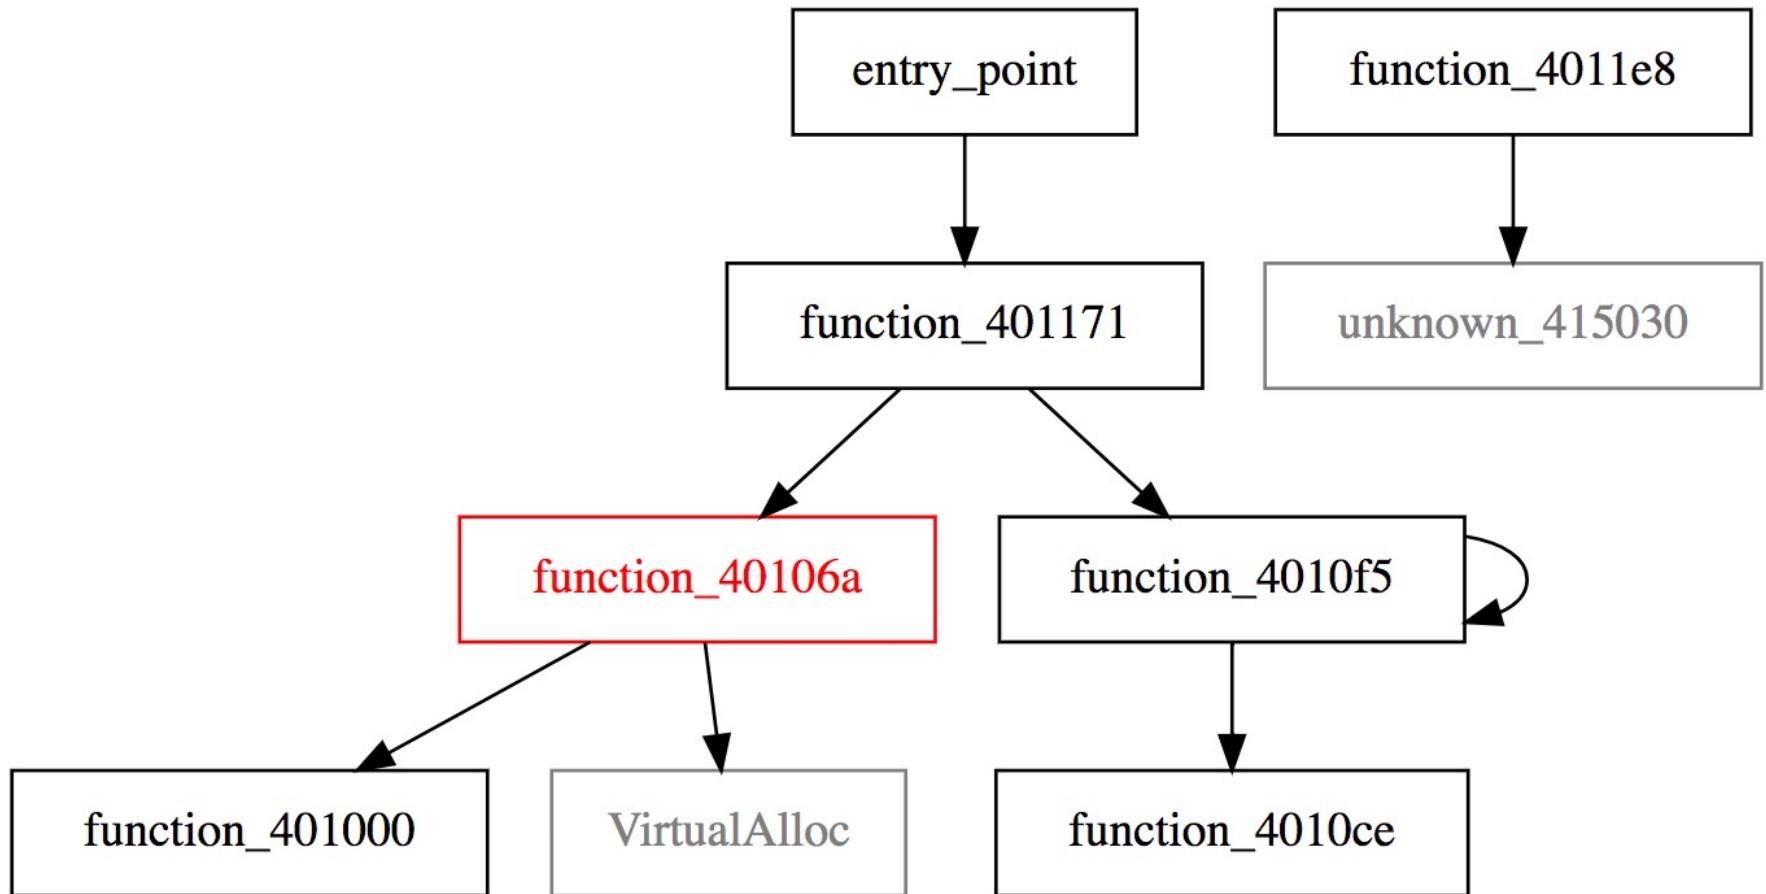 entry_point
function_4011e8
function_401171
unknown_415030
function_40106a
function_4010f5
function_401000
VirtualAlloc
function_4010ce